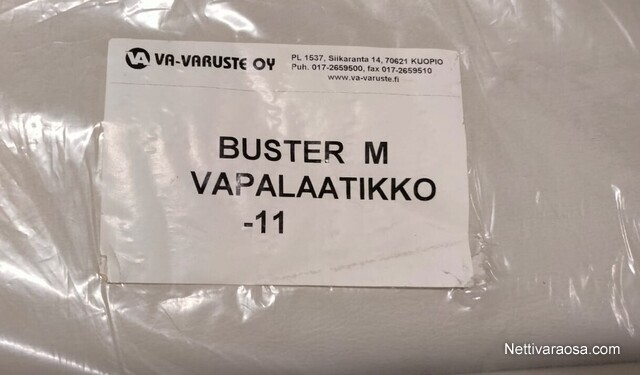 VA VA-VARUSTE OY
PL 1537, Siikaranta 14, 70621 KUOPIO
Puh. 017-2659500, fax 017-2659510
www.va-varuste.fi
BUSTER M
VAPALAATIKKO
-11
Nettivaraosa.com